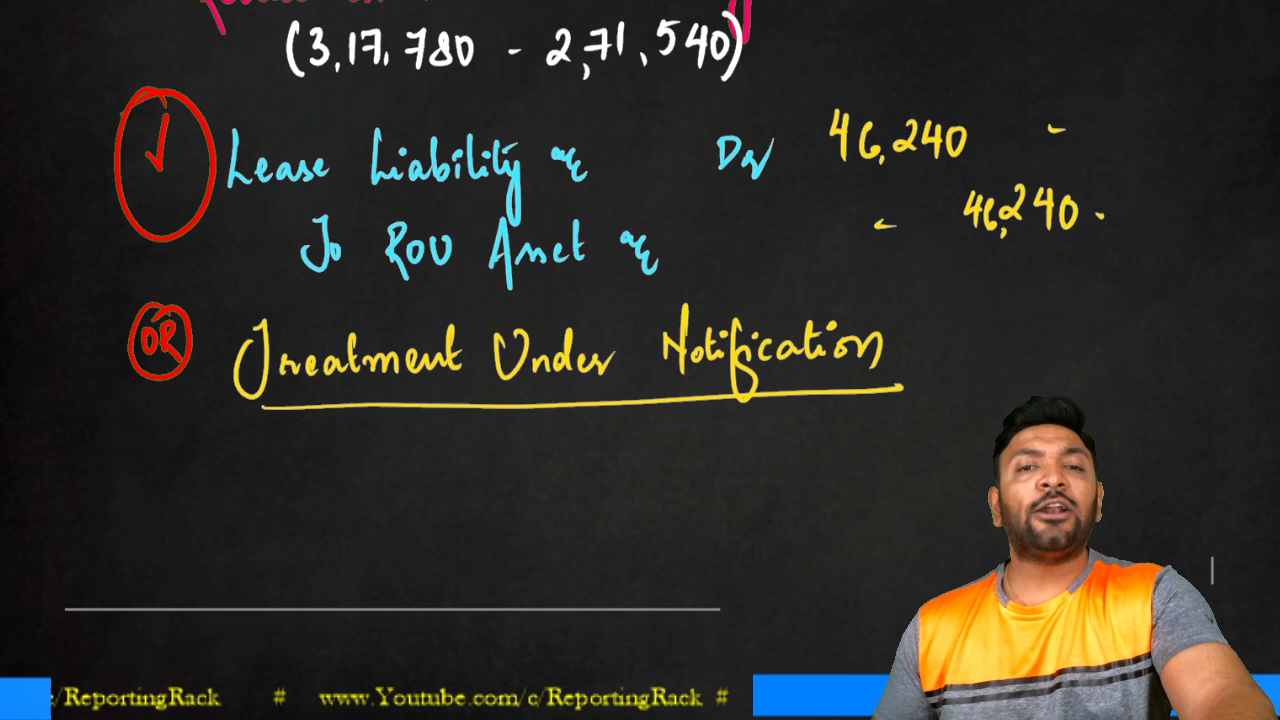 (3,17,780 - 2,71,540)
Lease Liability a/c Dr 46,240 -
To ROU Asset a/c - 46,240 -
OR Treatment Under Notification
c/ReportingRack # www.Youtube.com/c/ReportingRack #